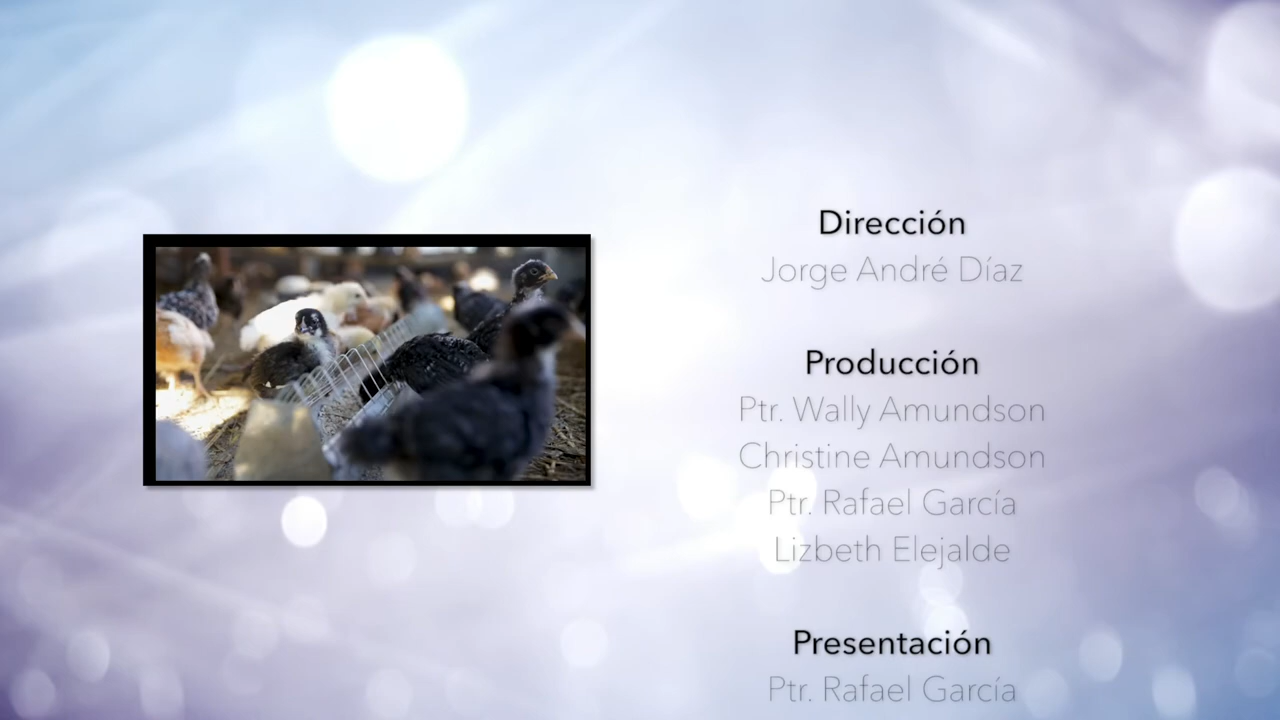 Dirección
Jorge André Díaz
Producción
Ptr. Wally Amundson
Christine Amundson
Ptr. Rafael García
Lizbeth Elejalde
Presentación
Ptr. Rafael García